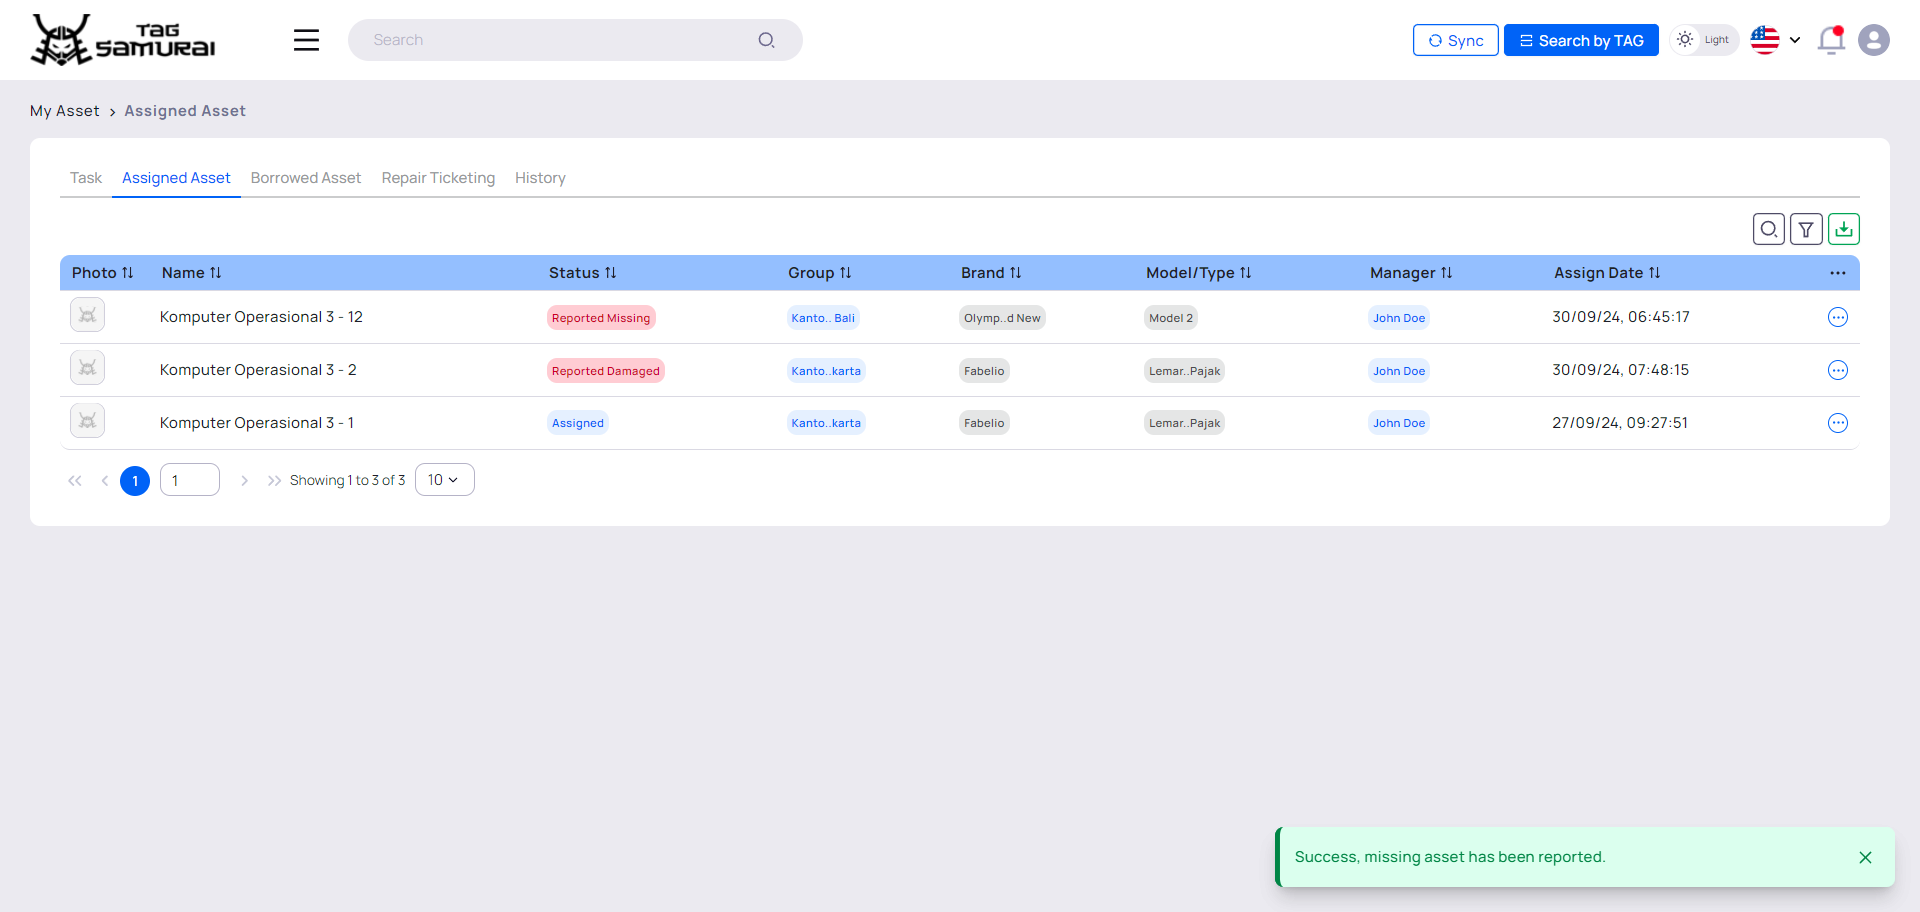 TAG
SAMURAI
Search
Sync
Search by TAG
Light
My Asset > Assigned Asset
Task Assigned Asset Borrowed Asset Repair Ticketing History
Photo Name Status Group Brand Model/Type Manager Assign Date ...
Komputer Operasional 3 - 12 Reported Missing Kanto.. Bali Olymp..d New Model 2 John Doe 30/09/24, 06:45:17
Komputer Operasional 3 - 2 Reported Damaged Kanto..karta Fabelio Lemar..Pajak John Doe 30/09/24, 07:48:15
Komputer Operasional 3 - 1 Assigned Kanto..karta Fabelio Lemar..Pajak John Doe 27/09/24, 09:27:51
1 1 Showing 1 to 3 of 3 10
Success, missing asset has been reported.